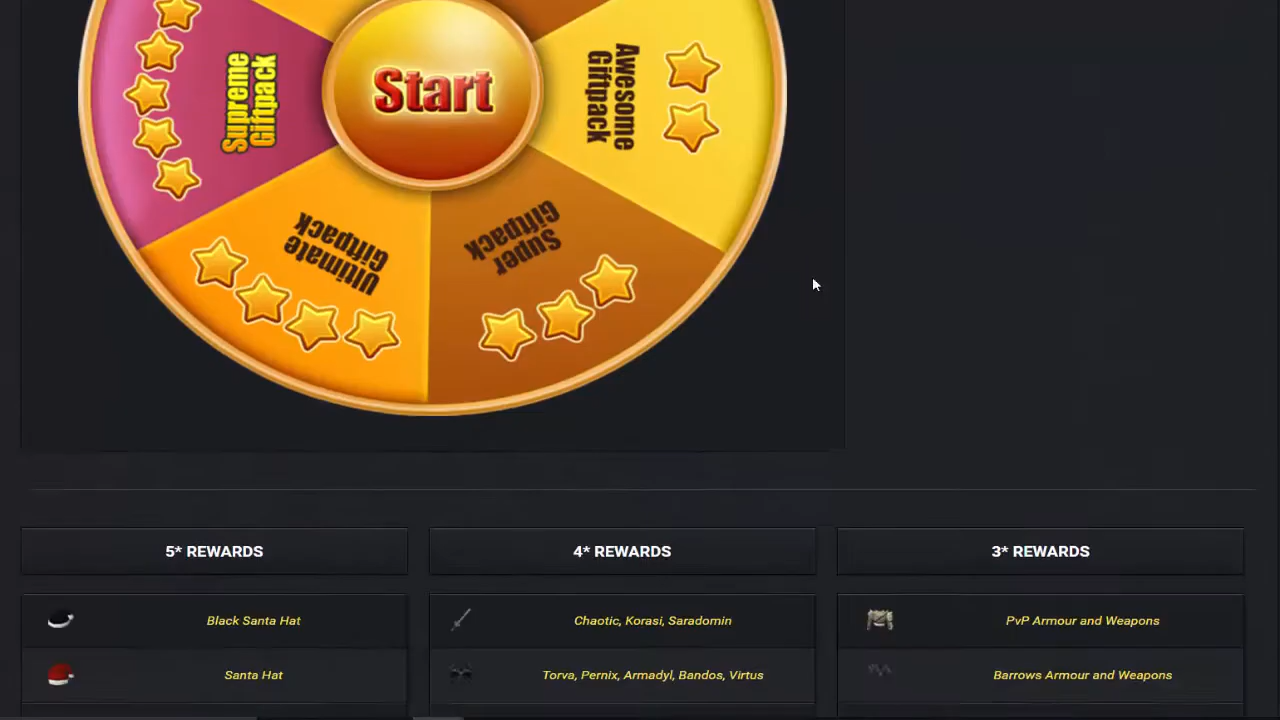 Supreme
Giftpack
Start
Awesome
Giftpack
Ultimate
Giftpack
Super
Giftpack
5* REWARDS
4* REWARDS
3* REWARDS
Black Santa Hat
Chaotic, Korasi, Saradomin
PvP Armour and Weapons
Santa Hat
Torva, Pernix, Armadyl, Bandos, Virtus
Barrows Armour and Weapons